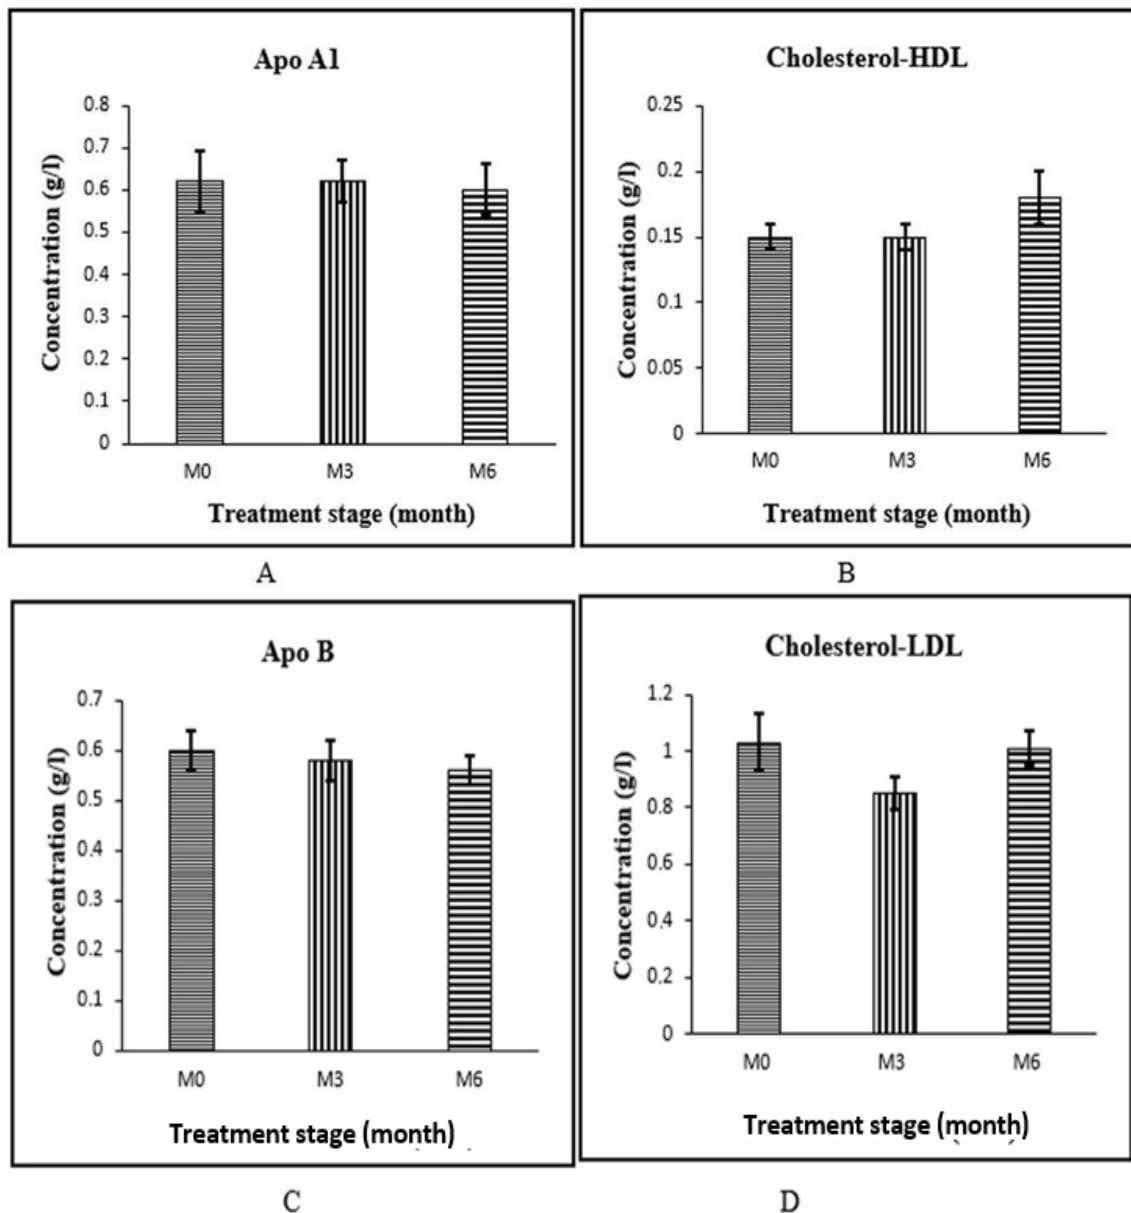 Apo A1
Concentration (g/l)
0.8
0.7
0.6
0.5
0.4
0.3
0.2
0.1
0
M0 M3 M6
Treatment stage (month)
A
Cholesterol-HDL
Concentration (g/l)
0.25
0.2
0.15
0.1
0.05
0
M0 M3 M6
Treatment stage (month)
B
Apo B
Concentration (g/l)
0.7
0.6
0.5
0.4
0.3
0.2
0.1
0
M0 M3 M6
Treatment stage (month)
C
Cholesterol-LDL
Concentration (g/l)
1.2
1
0.8
0.6
0.4
0.2
0
M0 M3 M6
Treatment stage (month)
D